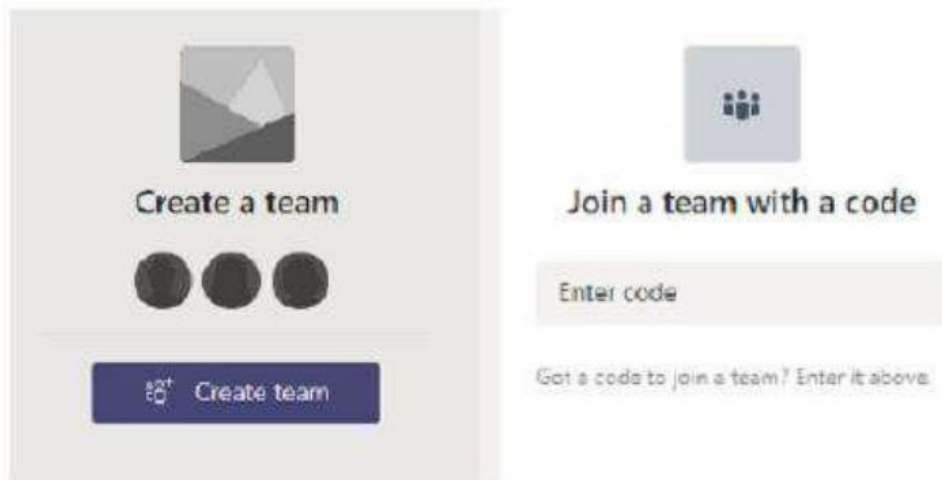 Create a team
Create team
Join a team with a code
Enter code
Got a code to join a team? Enter it above.